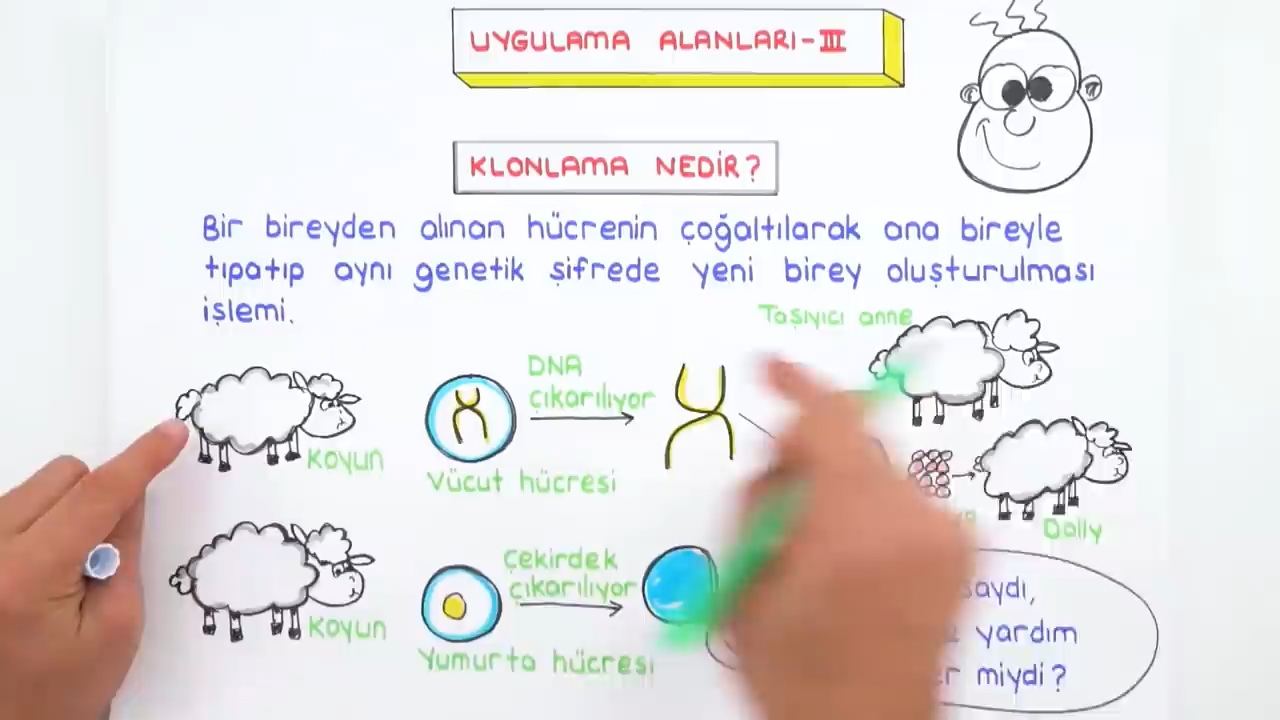 UYGULAMA ALANLARI-III
KLONLAMA NEDİR?
Bir bireyden alınan hücrenin çoğaltılarak ana bireyle
tıpatıp aynı genetik şifrede yeni birey oluşturulması
işlemi.
Taşıyıcı anne
DNA
çıkarılıyor
Koyun
Vücut hücresi
Dolly
Çekirdek
çıkarılıyor
Koyun
Yumurta hücresi
yardım
miydi?